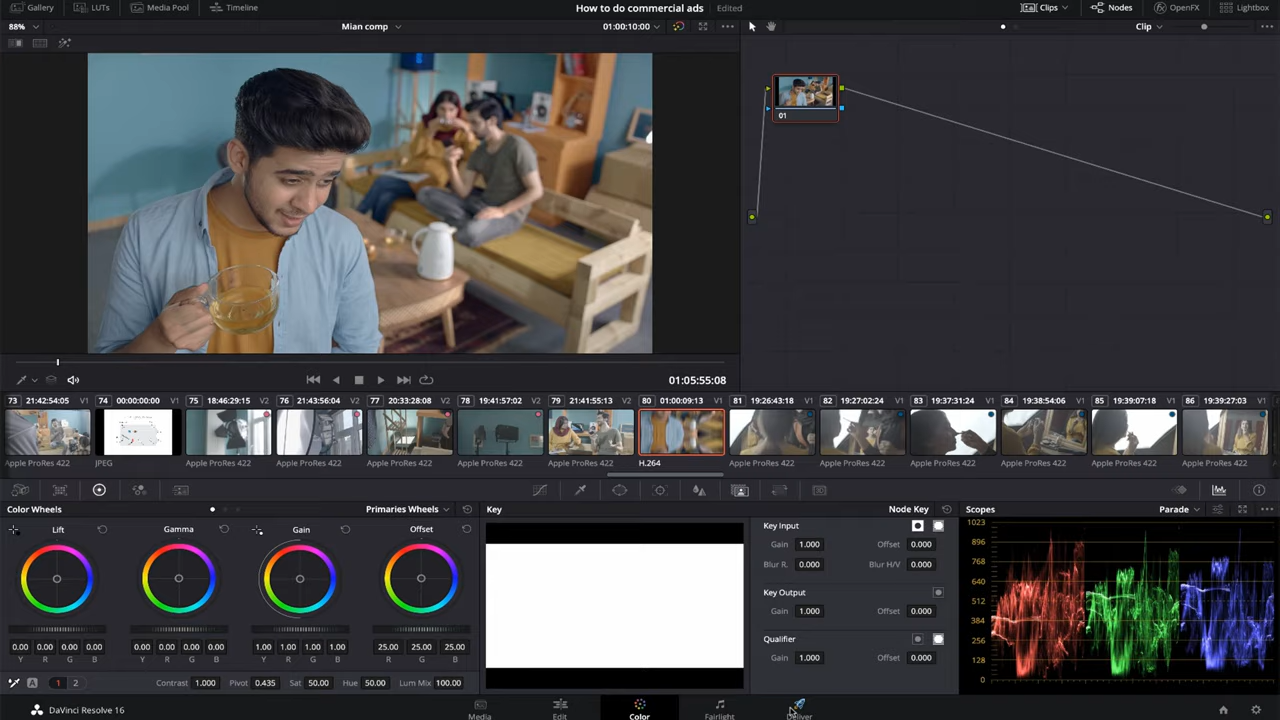 Gallery LUTs Media Pool Timeline How to do commercial ads Edited Clips Nodes OpenFX Lightbox
88% Mian comp 01:00:10:00 Clip
01
01:05:55:08
73 21:42:54:05 V1 74 00:00:00:00 V1 75 18:46:29:15 V2 76 21:43:56:04 V2 77 20:33:28:08 V2 78 19:41:57:02 V2 79 21:41:55:13 V2 80 01:00:09:13 V1 81 19:26:43:18 V1 82 19:27:02:24 V1 83 19:37:31:24 V1 84 19:38:54:06 V1 85 19:39:07:18 V1 86 19:39:27:03 V1
Apple ProRes 422 JPEG Apple ProRes 422 Apple ProRes 422 Apple ProRes 422 Apple ProRes 422 Apple ProRes 422 H.264 Apple ProRes 422 Apple ProRes 422 Apple ProRes 422 Apple ProRes 422 Apple ProRes 422 Apple ProRes 422
Color Wheels Primaries Wheels Key Node Key Scopes Parade
Lift Gamma Gain Offset
Key Input
Gain 1.000 Offset 0.000
Blur R. 0.000 Blur H/V 0.000
Key Output
Gain 1.000 Offset 0.000
Qualifier
Gain 1.000 Offset 0.000
1023
896
768
640
512
384
256
128
0
0.00 0.00 0.00 0.00 0.00 0.00 0.00 0.00 1.00 1.00 1.00 1.00 25.00 25.00 25.00
Y R G B Y R G B Y R G B R G B
A 1 2 Contrast 1.000 Pivot 0.435 Sat 50.00 Hue 50.00 Lum Mix 100.00
DaVinci Resolve 16 Media Edit Color Fairlight Deliver